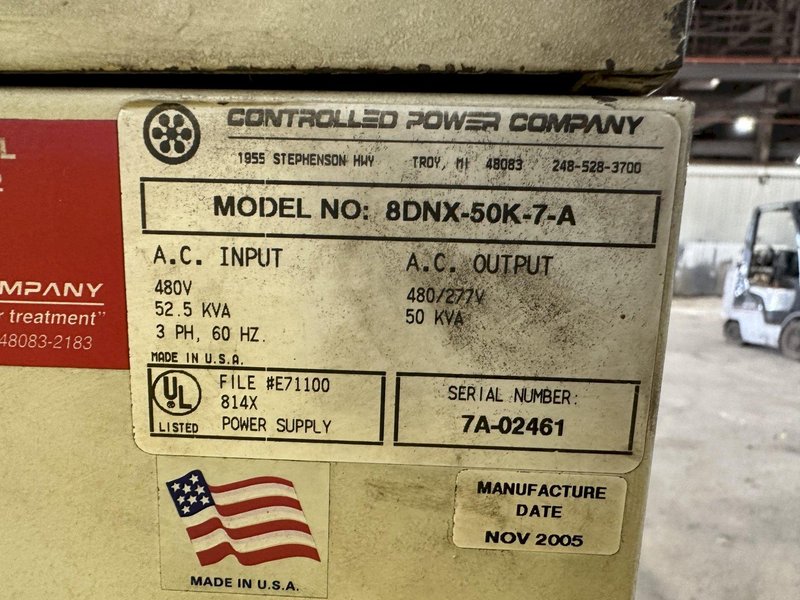 CONTROLLED POWER COMPANY
1955 STEPHENSON HWY TROY, MI 48083 248-528-3700
MODEL NO: 8DNX-50K-7-A
A.C. INPUT
480V
52.5 KVA
3 PH, 60 HZ.
A.C. OUTPUT
480/277V
50 KVA
MADE IN U.S.A.
UL
LISTED
FILE #E71100
814X
POWER SUPPLY
SERIAL NUMBER:
7A-02461
MPANY
r treatment"
48083-2183
MADE IN U.S.A.
MANUFACTURE
DATE
NOV 2005